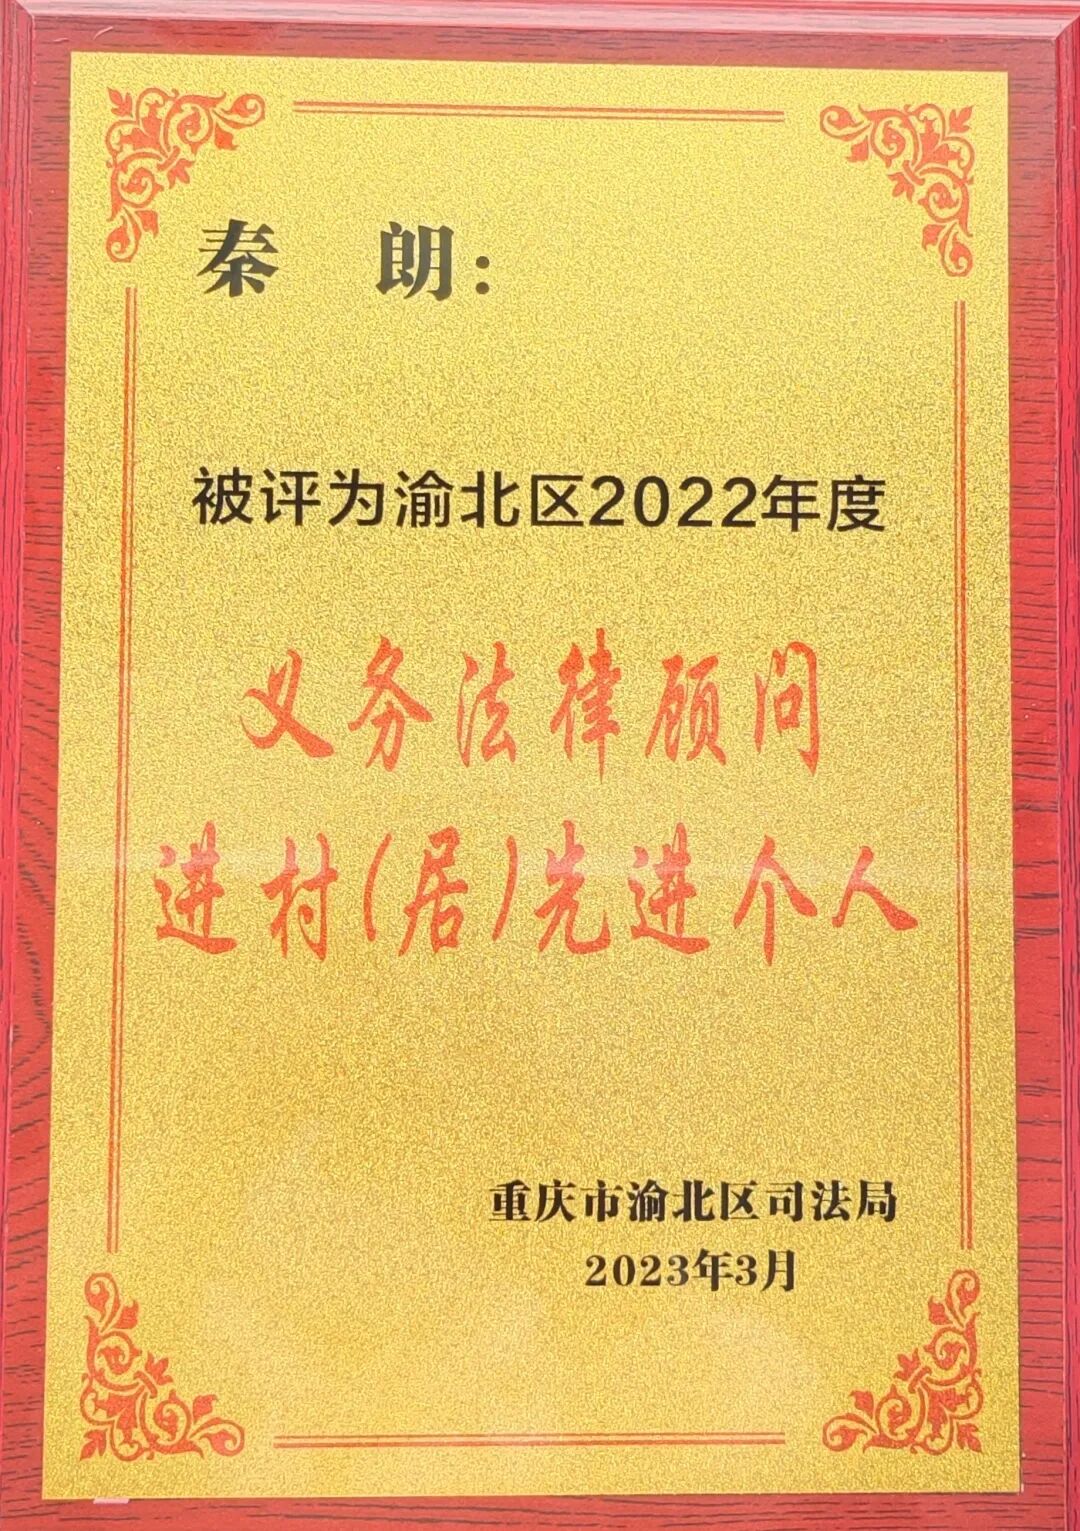 秦 朗：
被评为渝北区2022年度
义务法律顾问
进村(居)先进个人
重庆市渝北区司法局
2023年3月